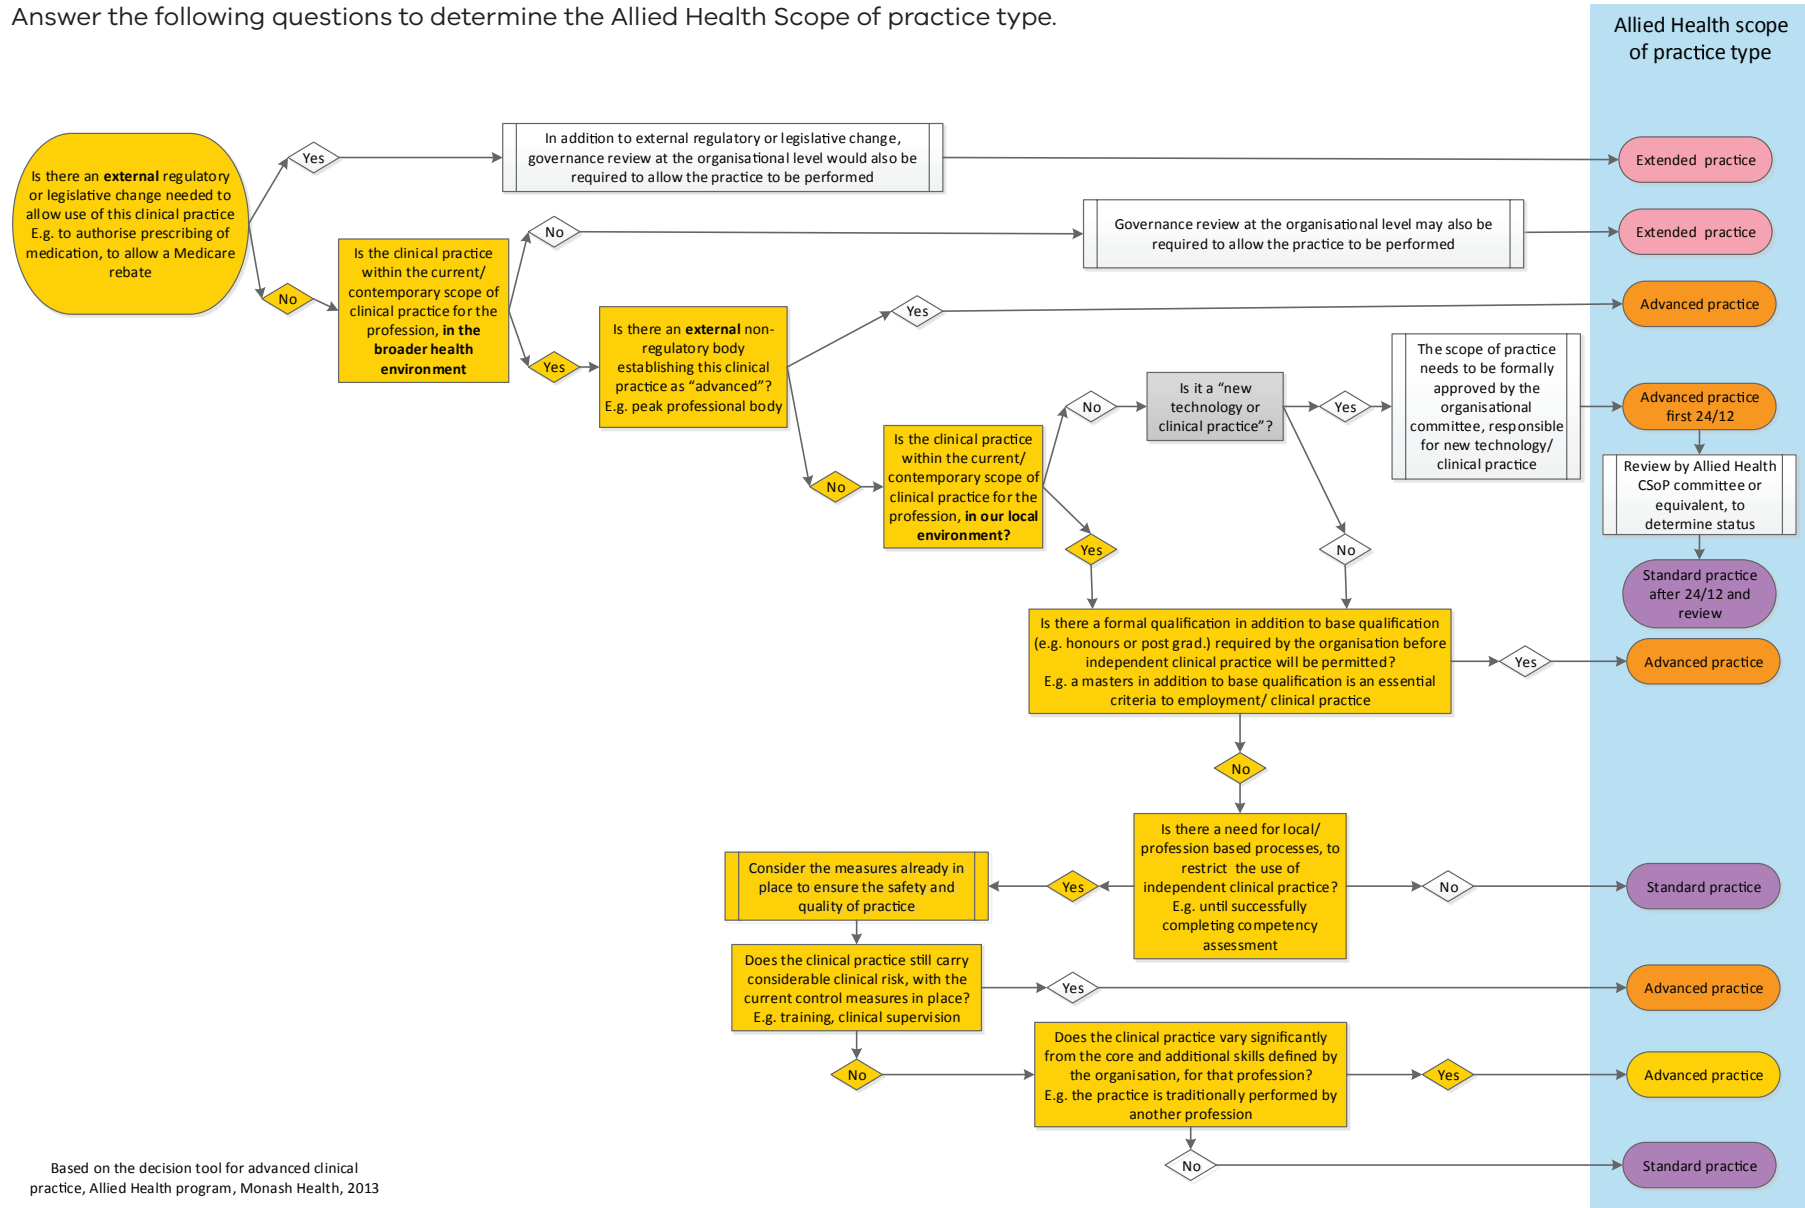 Answer the following questions to determine the Allied Health Scope of practice type.
Allied Health scope
of practice type
Is there an external regulatory
or legislative change needed to
allow use of this clinical practice
E.g. to authorise prescribing of
medication, to allow a Medicare
rebate
Yes
In addition to external regulatory or legislative change,
governance review at the organisational level would also be
required to allow the practice to be performed
Extended practice
No
Is the clinical practice
within the current/
contemporary scope of
clinical practice for the
profession, in the
broader health
environment
No
Governance review at the organisational level may also be
required to allow the practice to be performed
Extended practice
Yes
Is there an external non-
regulatory body
establishing this clinical
practice as “advanced”?
E.g. peak professional body
Yes
Advanced practice
No
Is the clinical practice
within the current/
contemporary scope of
clinical practice for the
profession, in our local
environment?
No
Is it a “new
technology or
clinical practice”?
Yes
The scope of practice
needs to be formally
approved by the
organisational
committee, responsible
for new technology/
clinical practice
Advanced practice
first 24/12
Review by Allied Health
CSoP committee or
equivalent, to
determine status
Standard practice
after 24/12 and
review
Yes
No
Is there a formal qualification in addition to base qualification
(e.g. honours or post grad.) required by the organisation before
independent clinical practice will be permitted?
E.g. a masters in addition to base qualification is an essential
criteria to employment/ clinical practice
Yes
Advanced practice
No
Is there a need for local/
profession based processes, to
restrict the use of
independent clinical practice?
E.g. until successfully
completing competency
assessment
No
Standard practice
Yes
Consider the measures already in
place to ensure the safety and
quality of practice
Does the clinical practice still carry
considerable clinical risk, with the
current control measures in place?
E.g. training, clinical supervision
Yes
Advanced practice
No
Does the clinical practice vary significantly
from the core and additional skills defined by
the organisation, for that profession?
E.g. the practice is traditionally performed by
another profession
Yes
Advanced practice
No
Standard practice
Based on the decision tool for advanced clinical
practice, Allied Health program, Monash Health, 2013